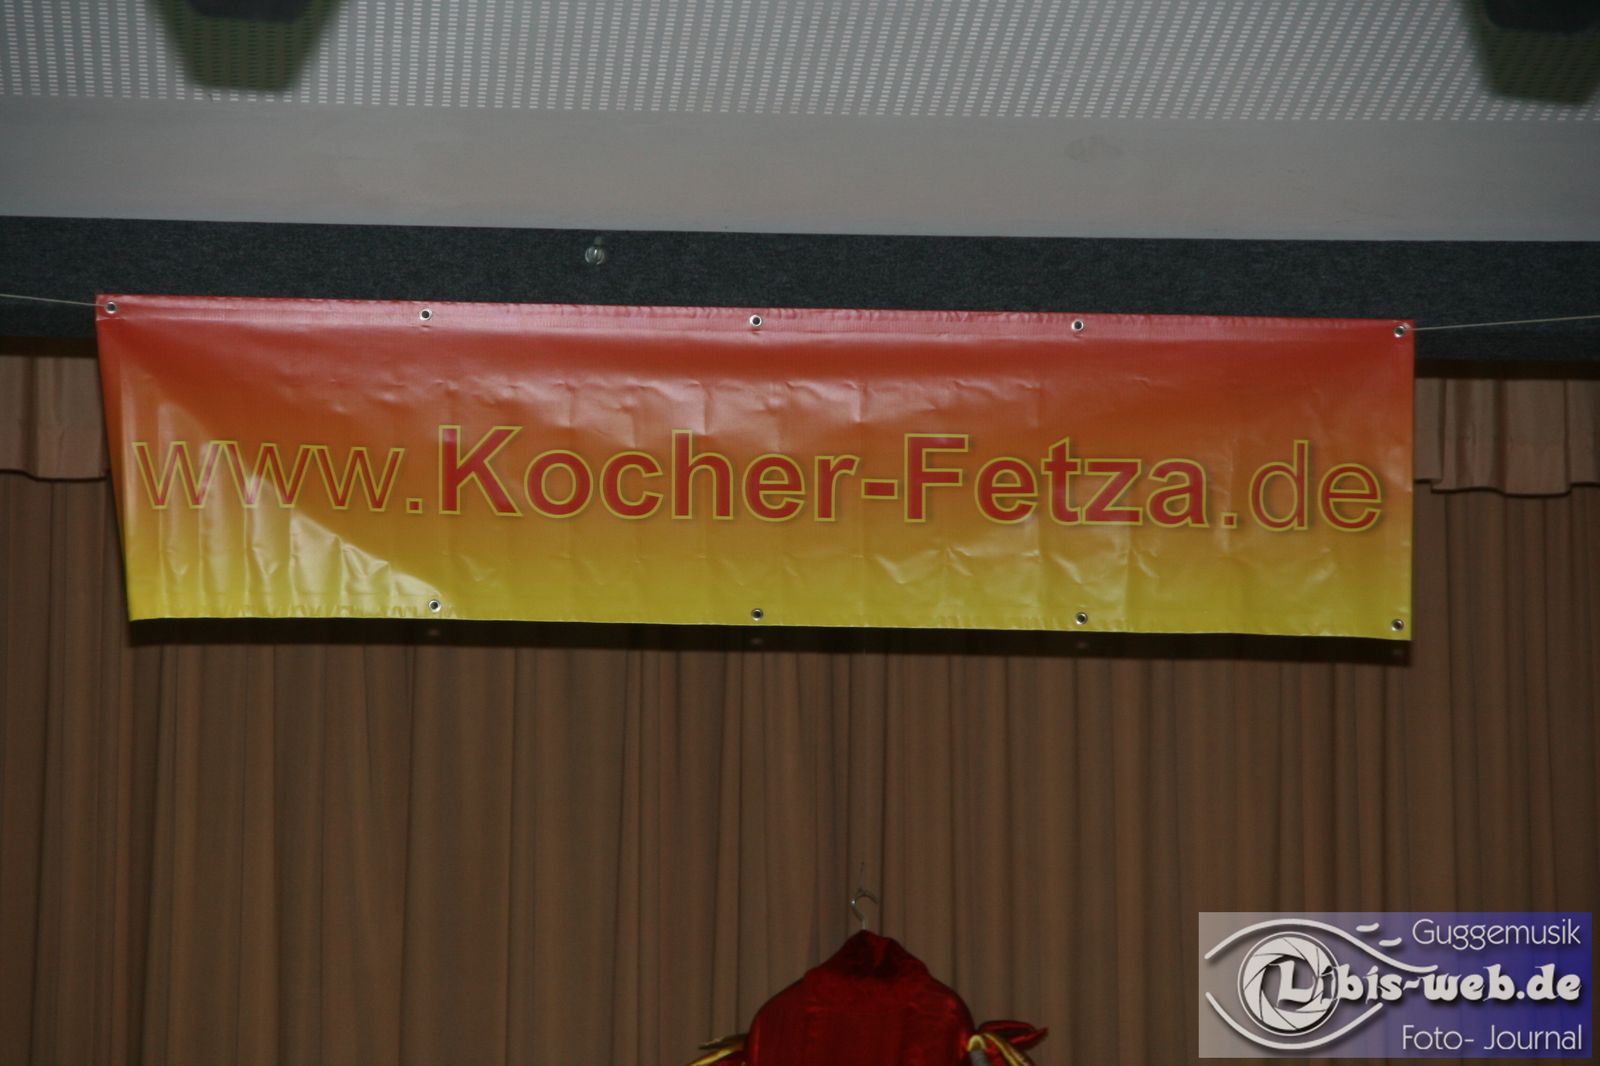 www.Kocher-Fetza.de
Guggemusik
Libis-web.de
Foto- Journal